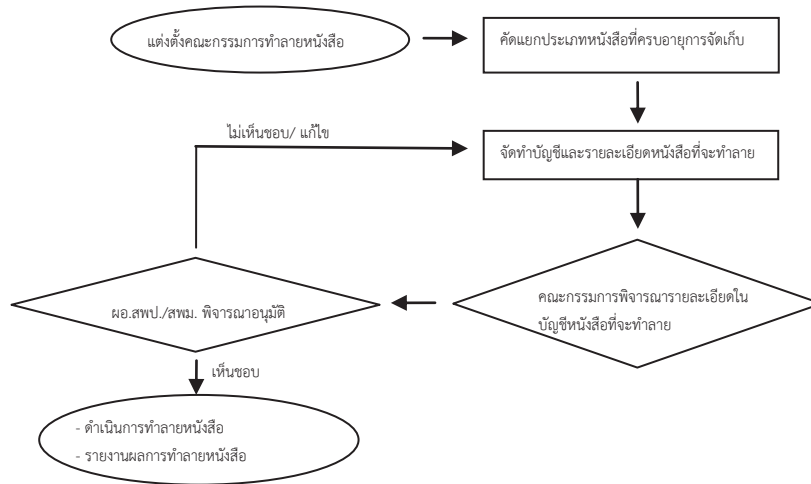 แต่งตั้งคณะกรรมการทำลายหนังสือ
คัดแยกประเภทหนังสือที่ครบอายุการจัดเก็บ
ไม่เห็นชอบ/ แก้ไข
จัดทำบัญชีและรายละเอียดหนังสือที่จะทำลาย
คณะกรรมการพิจารณารายละเอียดใน
บัญชีหนังสือที่จะทำลาย
ผอ.สพป./สพม. พิจารณาอนุมัติ
เห็นชอบ
- ดำเนินการทำลายหนังสือ
- รายงานผลการทำลายหนังสือ